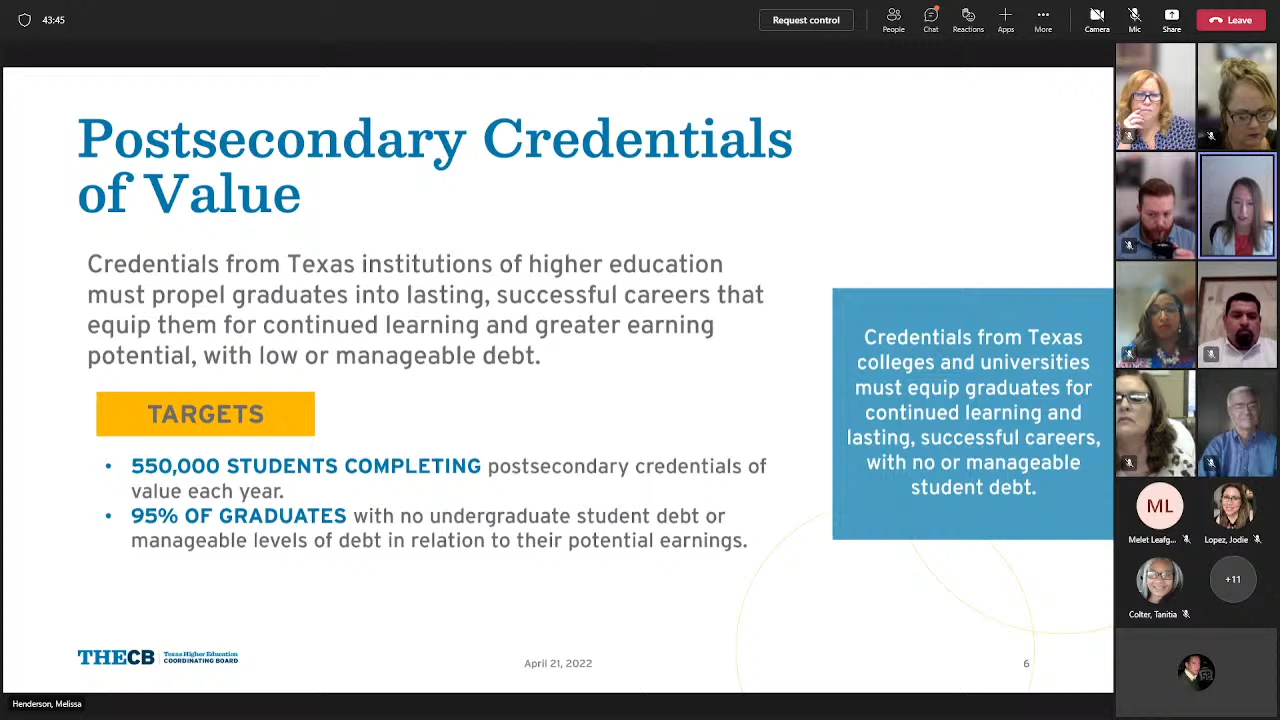 43:45
Request control
People
Chat
Reactions
Apps
More
Camera
Mic
Share
Leave
Postsecondary Credentials
of Value
Credentials from Texas institutions of higher education
must propel graduates into lasting, successful careers that
equip them for continued learning and greater earning
potential, with low or manageable debt.
TARGETS
• 550,000 STUDENTS COMPLETING postsecondary credentials of
value each year.
• 95% OF GRADUATES with no undergraduate student debt or
manageable levels of debt in relation to their potential earnings.
Credentials from Texas
colleges and universities
must equip graduates for
continued learning and
lasting, successful careers,
with no or manageable
student debt.
THECB
Texas Higher Education
COORDINATING BOARD
April 21, 2022
6
ML
Melet Leafg...
Lopez, Jodie
Colter, Tanitia
+11
Henderson, Melissa